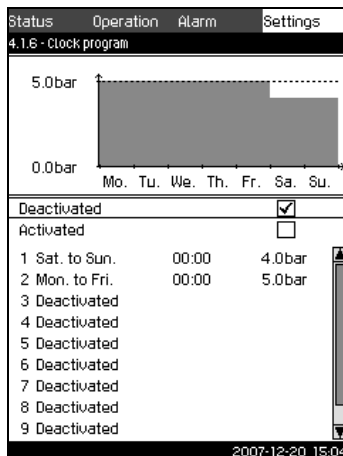 Status Operation Alarm Settings
4.1.6 - Clock program
5.0bar
0.0bar
Mo. Tu. We. Th. Fr. Sa. Su.
Deactivated
Activated
1 Sat. to Sun. 00:00 4.0bar
2 Mon. to Fri. 00:00 5.0bar
3 Deactivated
4 Deactivated
5 Deactivated
6 Deactivated
7 Deactivated
8 Deactivated
9 Deactivated
2007-12-20 15:04